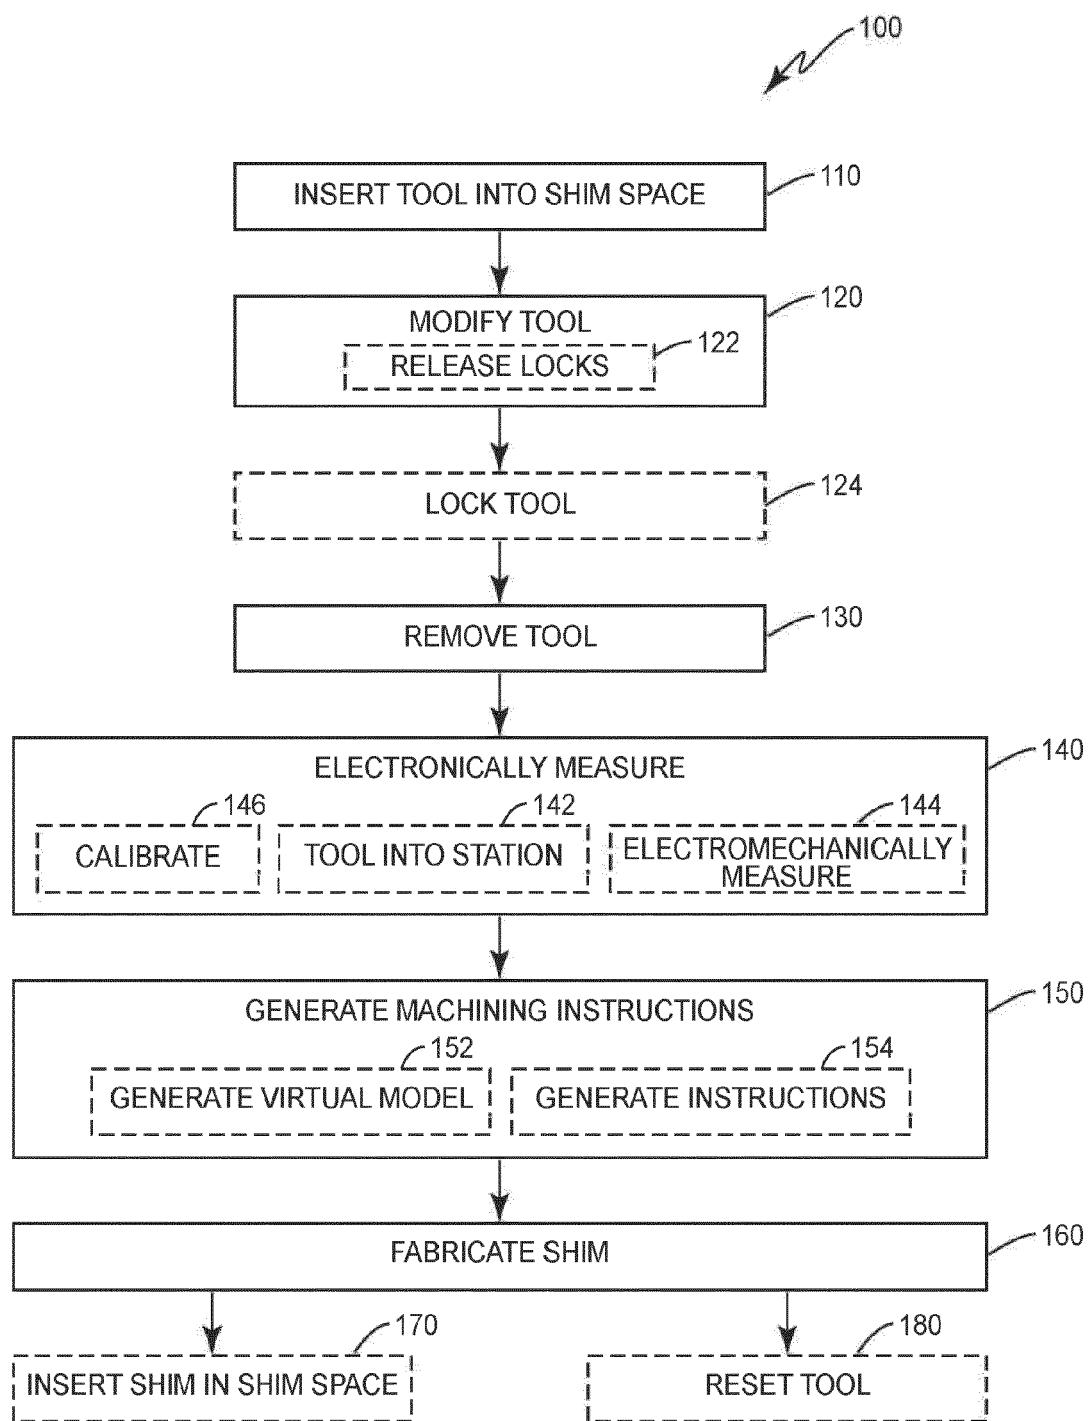 100
INSERT TOOL INTO SHIM SPACE
110
MODIFY TOOL
120
RELEASE LOCKS
122
LOCK TOOL
124
REMOVE TOOL
130
ELECTRONICALLY MEASURE
140
146
142
144
CALIBRATE
TOOL INTO STATION
ELECTROMECHANICALLY
MEASURE
GENERATE MACHINING INSTRUCTIONS
150
152
154
GENERATE VIRTUAL MODEL
GENERATE INSTRUCTIONS
FABRICATE SHIM
160
170
180
INSERT SHIM IN SHIM SPACE
RESET TOOL